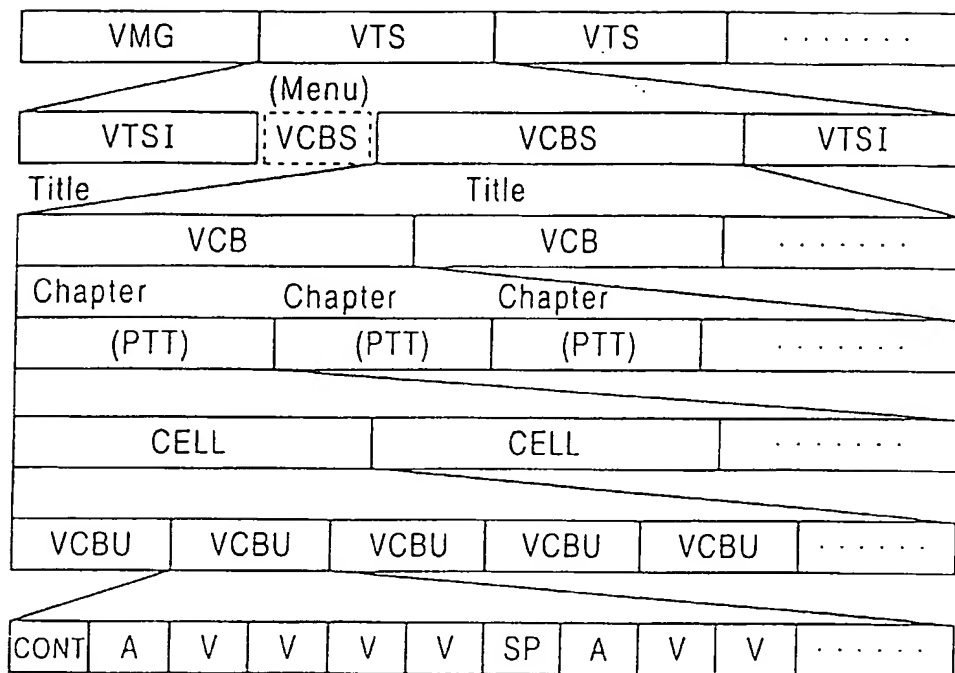 VMG VTS VTS .......
(Menu)
VTSI VCBS VCBS VTSI
Title Title
VCB VCB .......
Chapter Chapter Chapter
(PTT) (PTT) (PTT) .......
CELL CELL .......
VCBU VCBU VCBU VCBU VCBU ......
CONT A V V V V SP A V V ......